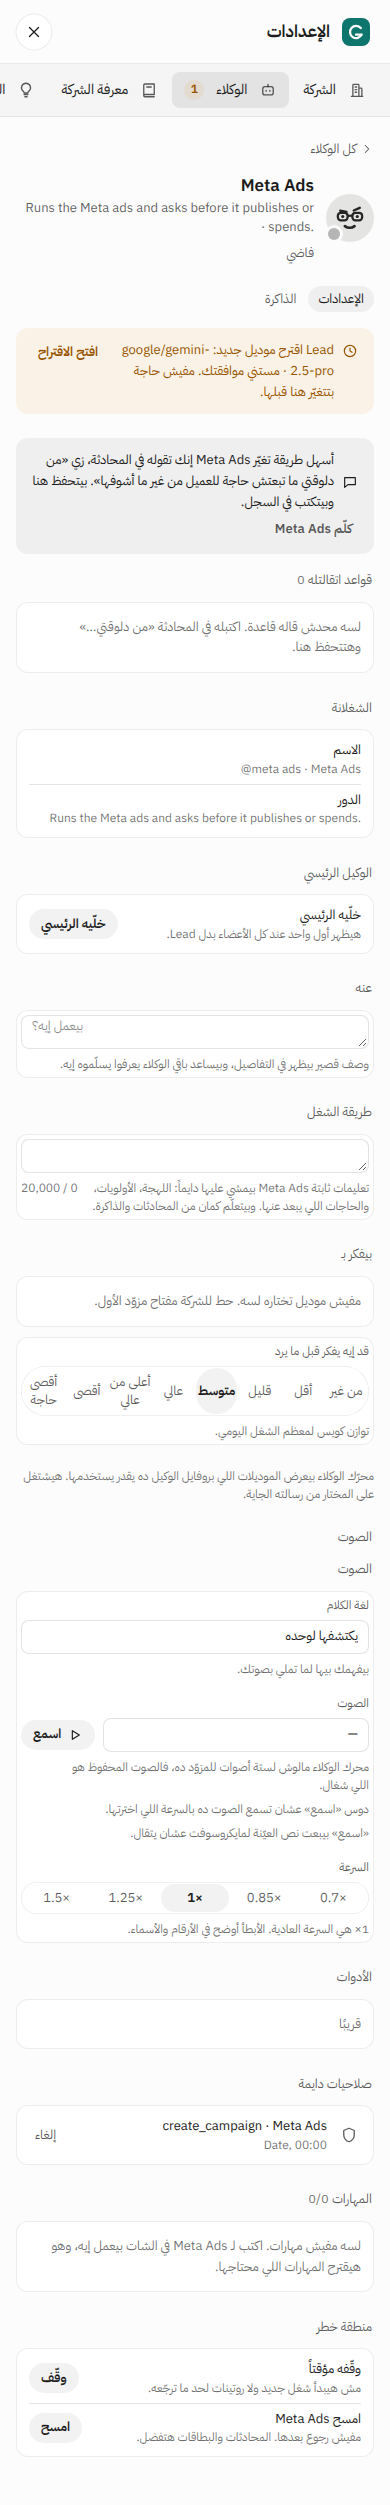 الإعدادات
الشركة
الوكلاء 1
معرفة الشركة
كل الوكلاء
Meta Ads
Runs the Meta ads and asks before it publishes or
spends. ·
فاضي
الإعدادات
الذاكرة
Lead اقترح موديل جديد: google/gemini-
2.5-pro · مستني موافقتك. مفيش حاجة
بتتغيّر هنا قبلها.
افتح الاقتراح
أسهل طريقة تغيّر Meta Ads إنك تقوله في المحادثة، زي «من
دلوقتي ما تبعتش حاجة للعميل من غير ما أشوفها». بيتحفظ هنا
وبيتكتب في السجل.
كلّم Meta Ads
قواعد اتقالتله 0
لسه محدش قاله قاعدة. اكتبله في المحادثة «من دلوقتي...»
وهتتحفظ هنا.
الشغلانة
الاسم
@meta ads · Meta Ads
الدور
Runs the Meta ads and asks before it publishes or spends.
الوكيل الرئيسي
خلّيه الرئيسي
هيظهر أول واحد عند كل الأعضاء بدل Lead.
خلّيه الرئيسي
عنه
بيعمل إيه؟
وصف قصير بيظهر في التفاصيل، وبيساعد باقي الوكلاء يعرفوا يسلّموه إيه.
طريقة الشغل
تعليمات ثابتة Meta Ads بيمشي عليها دايماً: اللهجة، الأولويات،
والحاجات اللي يبعد عنها. وبيتعلّم كمان من المحادثات والذاكرة.
0 / 20,000
بيفكر بـ
مفيش موديل تختاره لسه. حط للشركة مفتاح مزوّد الأول.
قد إيه يفكر قبل ما يرد
من غير
أقل
قليل
متوسط
عالي
أعلى من
عالي
أقصى
أقصى
حاجة
توازن كويس لمعظم الشغل اليومي.
محرّك الوكلاء بيعرض الموديلات اللي بروفايل الوكيل ده يقدر يستخدمها. هيشتغل
على المختار من رسالته الجاية.
الصوت
الصوت
لغة الكلام
يكتشفها لوحده
بيفهمك بيها لما تملي بصوتك.
الصوت
—
اسمع
محرك الوكلاء مالوش لستة أصوات للمزوّد ده، فالصوت المحفوظ هو
اللي شغال.
دوس «اسمع» عشان تسمع الصوت ده بالسرعة اللي اخترتها.
«اسمع» بيبعت نص العيّنة لمايكروسوفت عشان يتقال.
السرعة
0.7×
0.85×
1×
1.25×
1.5×
1× هي السرعة العادية. الأبطأ أوضح في الأرقام والأسماء.
الأدوات
قريبًا
صلاحيات دايمة
create_campaign · Meta Ads
Date, 00:00
إلغاء
المهارات 0/0
لسه مفيش مهارات. اكتب لـ Meta Ads في الشات بيعمل إيه، وهو
هيقترح المهارات اللي محتاجها.
منطقة خطر
وقّفه مؤقتاً
مش هيبدأ شغل جديد ولا روتينات لحد ما ترجّعه.
وقّف
امسح Meta Ads
مفيش رجوع بعدها. المحادثات والبطاقات هتفضل.
امسح